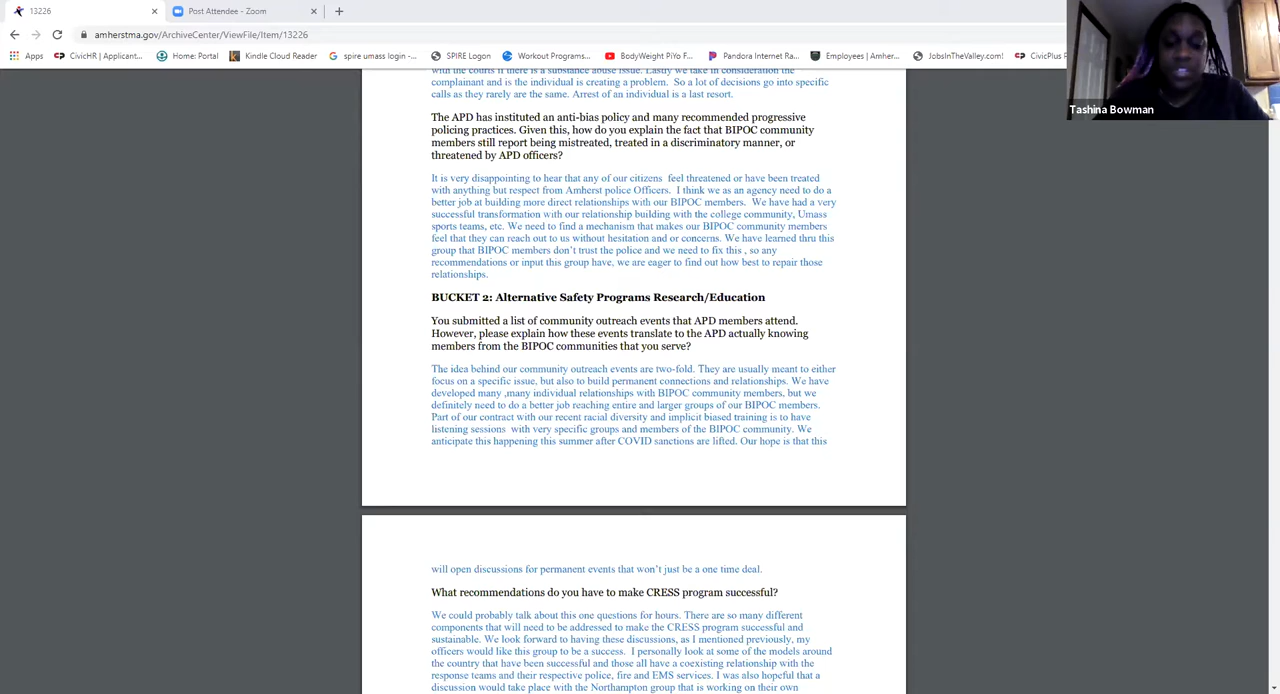 13226
Post Attendee - Zoom
amherstma.gov/ArchiveCenter/ViewFile/Item/13226
Apps
CivicHR | Applicant...
Home: Portal
Kindle Cloud Reader
spire umass login -...
SPIRE Logon
Workout Programs...
BodyWeight PiYo F...
Pandora Internet Ra...
Employees | Amher...
JobsInTheValley.com!
CivicPlus
Tashina Bowman
with the courts if there is a substance abuse issue. Lastly we take in consideration the
complainant and is the individual is creating a problem. So a lot of decisions go into specific
calls as they rarely are the same. Arrest of an individual is a last resort.
The APD has instituted an anti-bias policy and many recommended progressive
policing practices. Given this, how do you explain the fact that BIPOC community
members still report being mistreated, treated in a discriminatory manner, or
threatened by APD officers?
It is very disappointing to hear that any of our citizens feel threatened or have been treated
with anything but respect from Amherst police Officers. I think we as an agency need to do a
better job at building more direct relationships with our BIPOC members. We have had a very
successful transformation with our relationship building with the college community, Umass
sports teams, etc. We need to find a mechanism that makes our BIPOC community members
feel that they can reach out to us without hesitation and or concerns. We have learned thru this
group that BIPOC members don't trust the police and we need to fix this , so any
recommendations or input this group have, we are eager to find out how best to repair those
relationships.
BUCKET 2: Alternative Safety Programs Research/Education
You submitted a list of community outreach events that APD members attend.
However, please explain how these events translate to the APD actually knowing
members from the BIPOC communities that you serve?
The idea behind our community outreach events are two-fold. They are usually meant to either
focus on a specific issue, but also to build permanent connections and relationships. We have
developed many ,many individual relationships with BIPOC community members, but we
definitely need to do a better job reaching entire and larger groups of our BIPOC members.
Part of our contract with our recent racial diversity and implicit biased training is to have
listening sessions with very specific groups and members of the BIPOC community. We
anticipate this happening this summer after COVID sanctions are lifted. Our hope is that this
will open discussions for permanent events that won't just be a one time deal.
What recommendations do you have to make CRESS program successful?
We could probably talk about this one questions for hours. There are so many different
components that will need to be addressed to make the CRESS program successful and
sustainable. We look forward to having these discussions, as I mentioned previously, my
officers would like this group to be a success. I personally look at some of the models around
the country that have been successful and those all have a coexisting relationship with the
response teams and their respective police, fire and EMS services. I was also hopeful that a
discussion would take place with the Northampton group that is working on their own